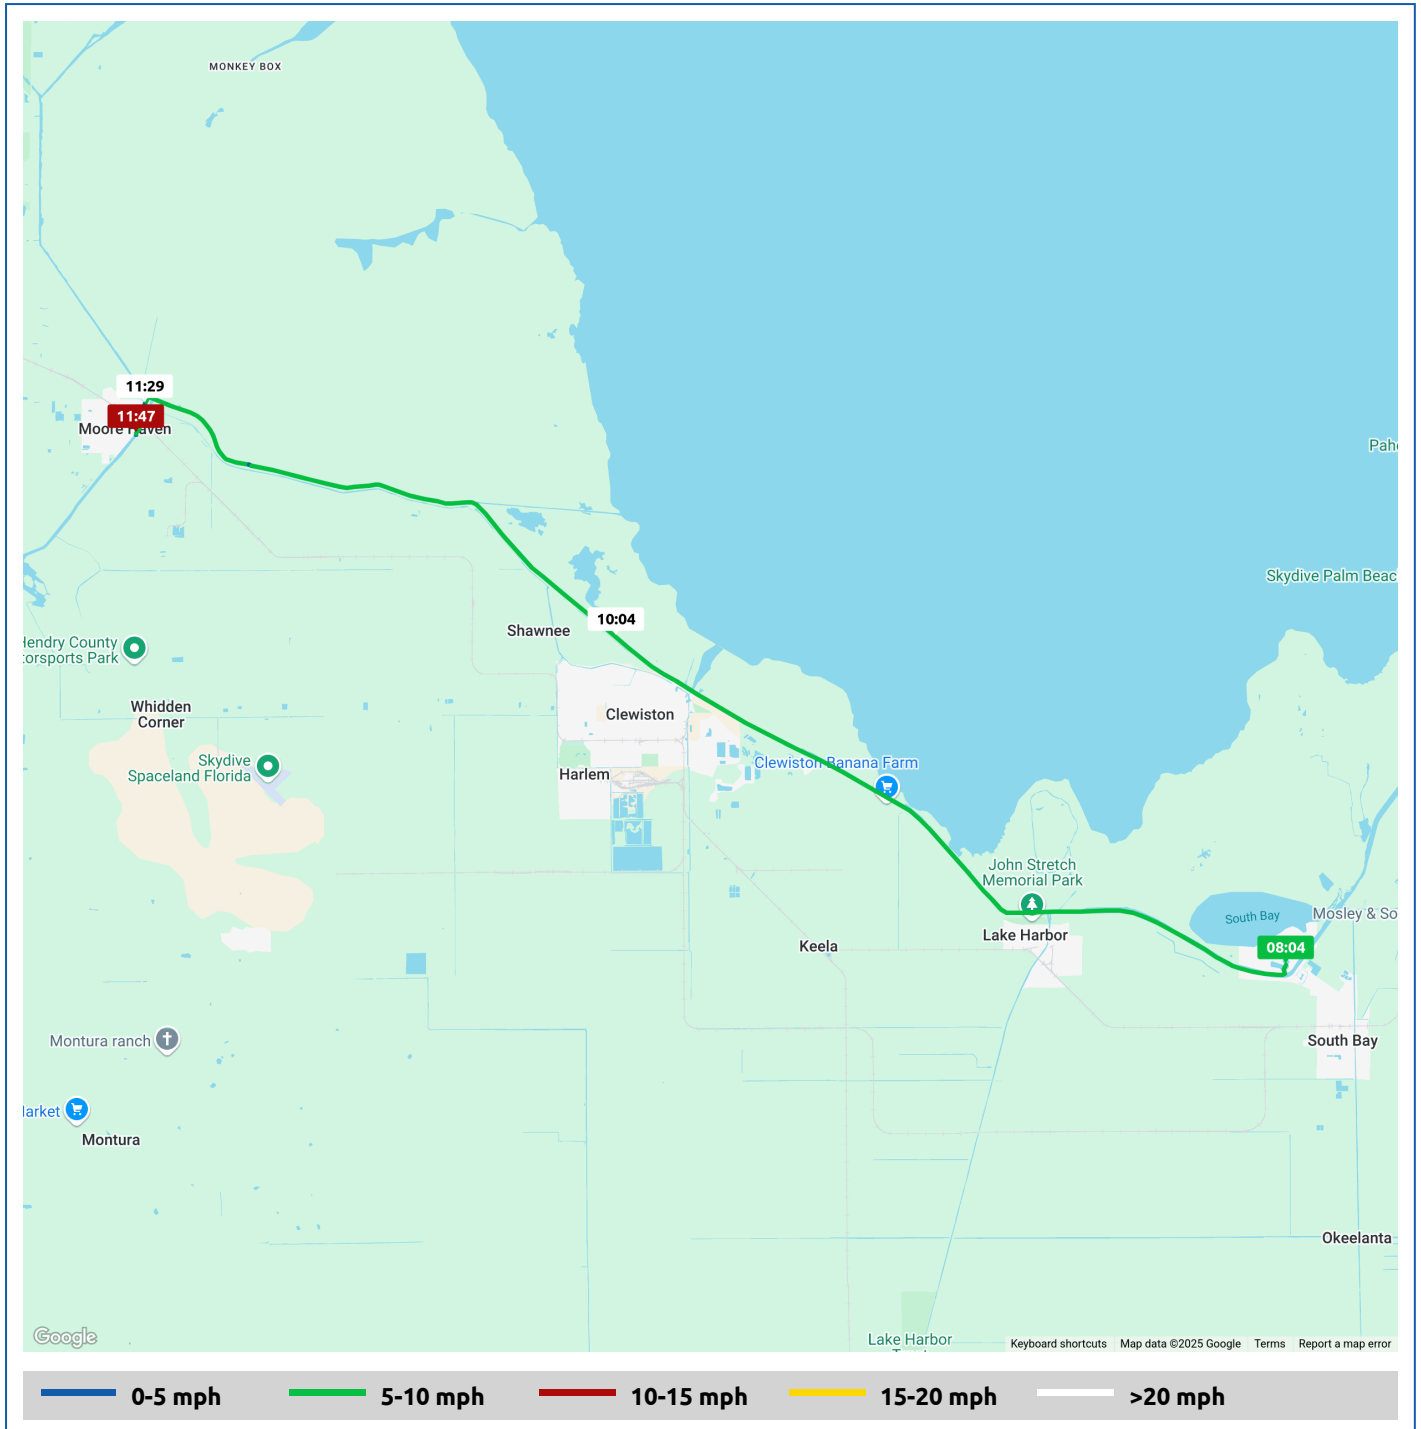 MONKEY BOX
11:29
11:47
Moore Haven
Paho
Skydive Palm Beac
10:04
Shawnee
Hendry County
torsports Park
Whidden
Corner
Clewiston
Skydive
Spaceland Florida
Clewiston Banana Farm
Harlem
John Stretch
Memorial Park
South Bay
Mosley & So
Lake Harbor
Keela
08:04
Montura ranch
South Bay
Market
Montura
Okeelanta
Lake Harbor
Google
Keyboard shortcuts Map data ©2025 Google Terms Report a map error
0-5 mph 5-10 mph 10-15 mph 15-20 mph >20 mph